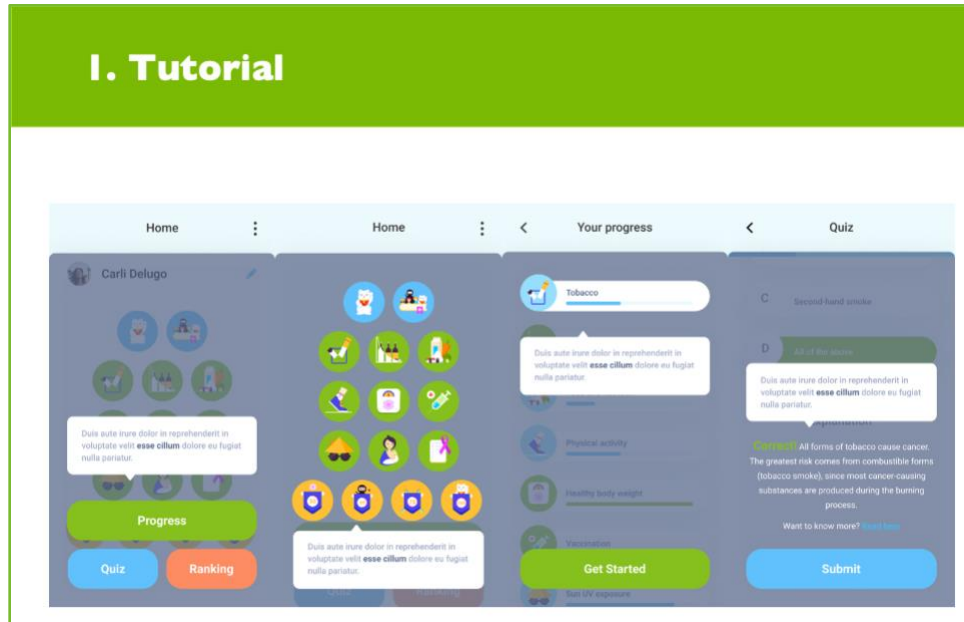 1. Tutorial
Home
Carli Delugo
Duis aute irure dolor in reprehenderit in
voluptate velit esse cillum dolore eu fugiat
nulla pariatur.
Progress
Quiz
Ranking
Home
Duis aute irure dolor in reprehenderit in
voluptate velit esse cillum dolore eu fugiat
nulla pariatur.
Quiz
Ranking
Your progress
Tobacco
Duis aute irure dolor in reprehenderit in
voluptate velit esse cillum dolore eu fugiat
nulla pariatur.
Physical activity
Healthy body weight
Vaccination
Get Started
Sun UV exposure
Quiz
C
Second-hand smoke
D
All of the above
Duis aute irure dolor in reprehenderit in
voluptate velit esse cillum dolore eu fugiat
nulla pariatur.
Explanation
Correct! All forms of tobacco cause cancer.
The greatest risk comes from combustible forms
(tobacco smoke), since most cancer-causing
substances are produced during the burning
process.
Want to know more? Read here
Submit